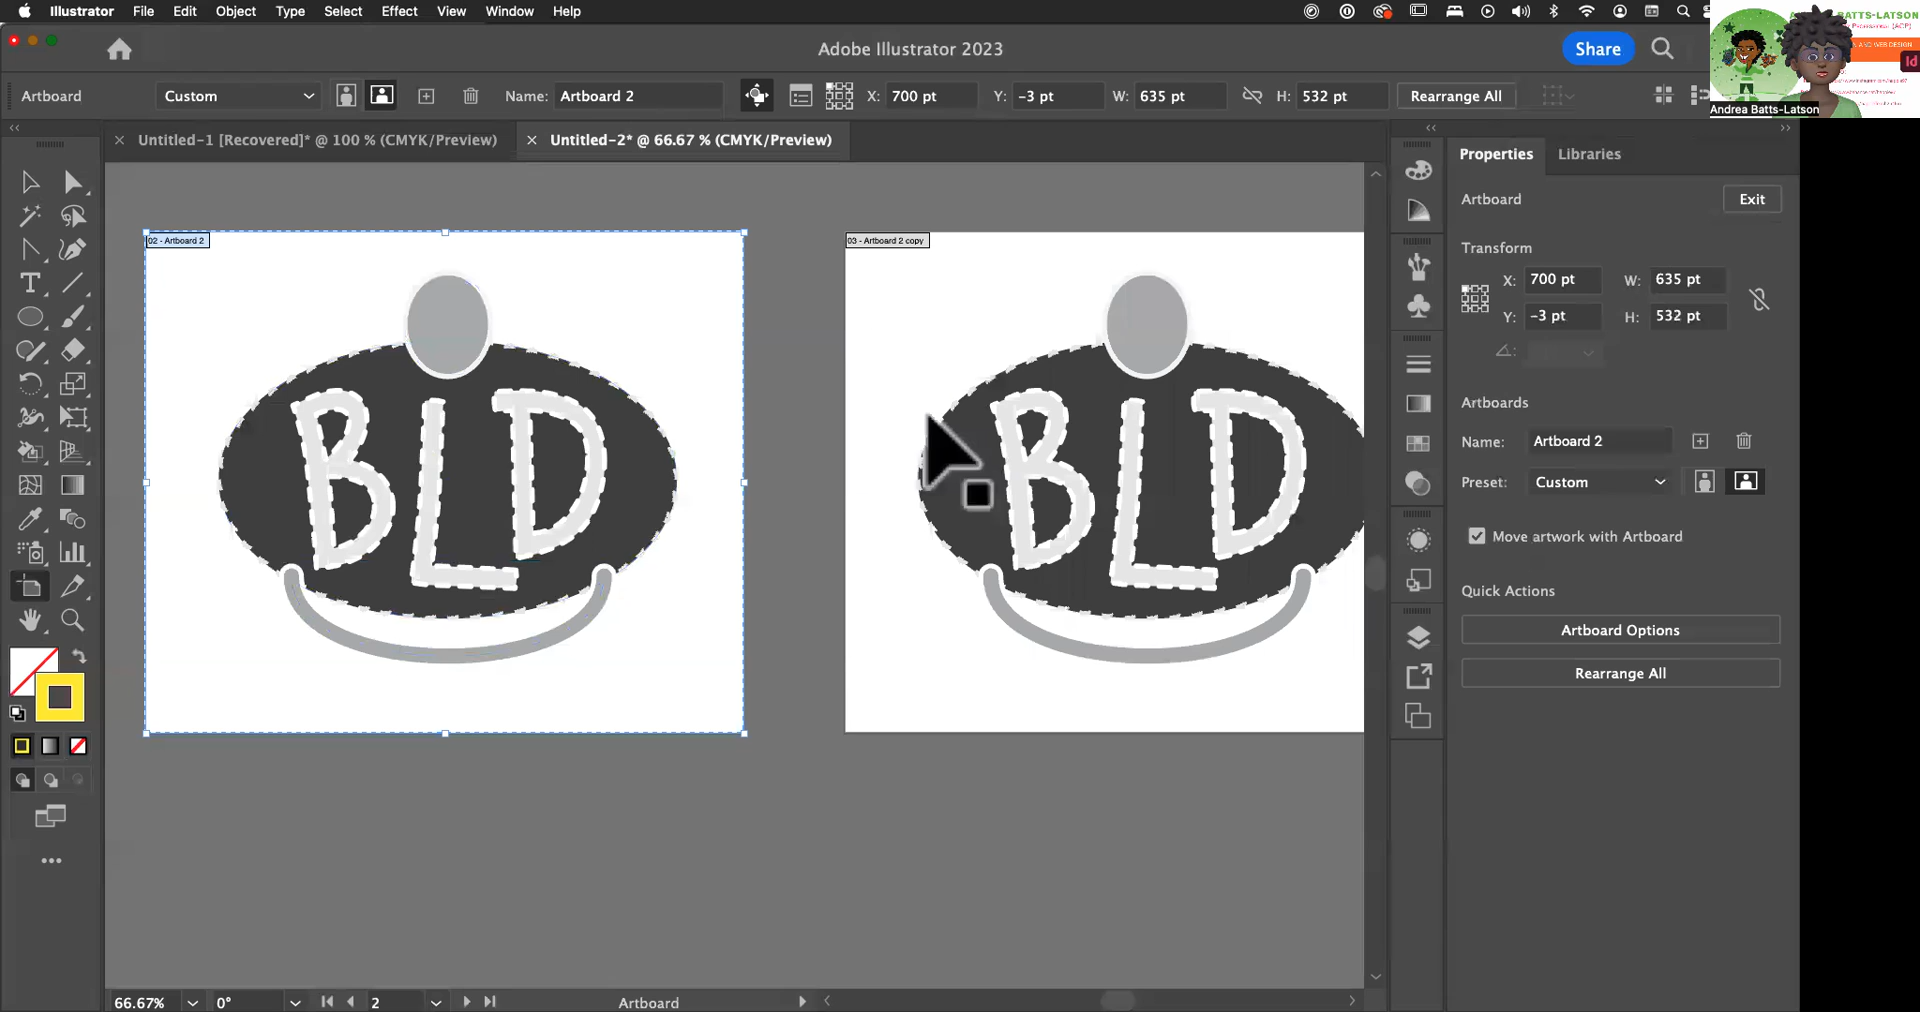 Illustrator File Edit Object Type Select Effect View Window Help
Adobe Illustrator 2023
Share
Artboard Custom Name: Artboard 2 X: 700 pt Y: -3 pt W: 635 pt H: 532 pt Rearrange All
Andrea Batts-Latson
Untitled-1 [Recovered]* @ 100 % (CMYK/Preview)
Untitled-2* @ 66.67 % (CMYK/Preview)
Properties Libraries
Artboard Exit
Transform
X: 700 pt W: 635 pt
Y: -3 pt H: 532 pt
Artboards
Name: Artboard 2
Preset: Custom
Move artwork with Artboard
Quick Actions
Artboard Options
Rearrange All
02 - Artboard 2
BLD
03 - Artboard 2 copy
BLD
66.67% 0° 2 Artboard
BATTS-LATSON
AND WEB DESIGN
Id